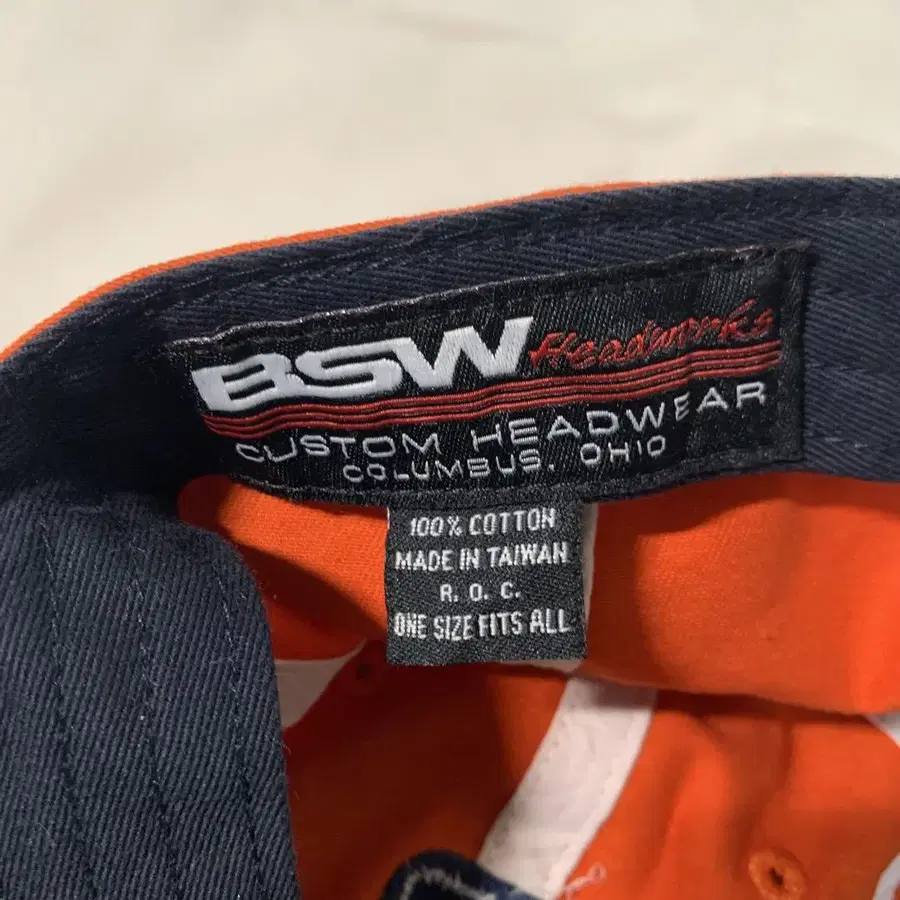 BSW Headworks
CUSTOM HEADWEAR
COLUMBUS, OHIO
100% COTTON
MADE IN TAIWAN
R. O. C.
ONE SIZE FITS ALL